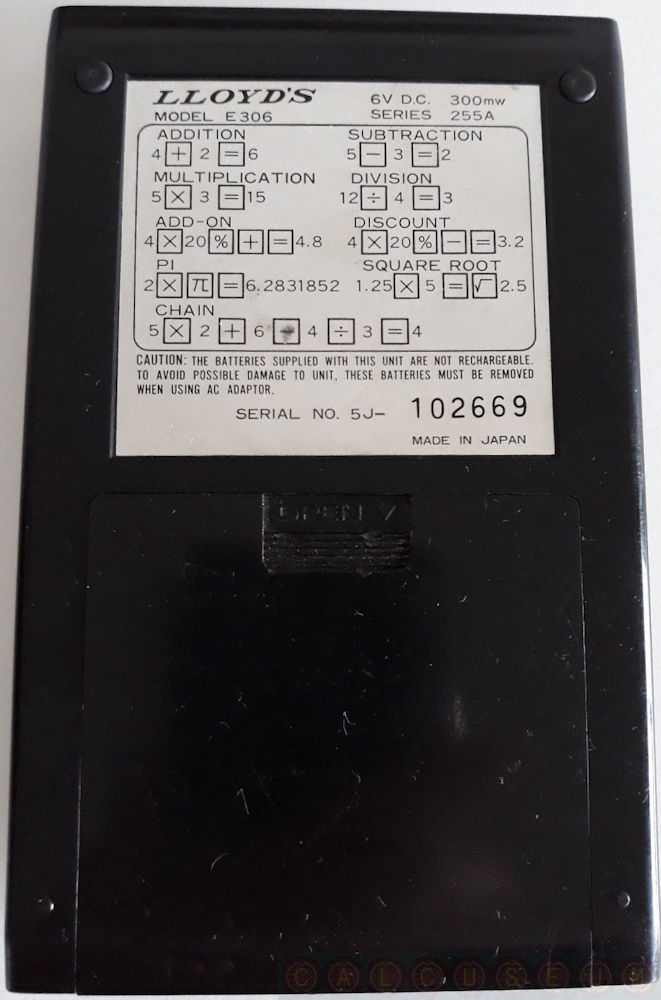 LLOYD'S 6V D.C. 300mw
MODEL E306 SERIES 255A
ADDITION SUBTRACTION
4 + 2 = 6 5 − 3 = 2
MULTIPLICATION DIVISION
5 × 3 = 15 12 ÷ 4 = 3
ADD-ON DISCOUNT
4 × 20 % + = 4.8 4 × 20 % − = 3.2
PI SQUARE ROOT
2 × π = 6.2831852 1.25 × 5 = √ 2.5
CHAIN
5 × 2 + 6 − 4 ÷ 3 = 4
CAUTION: THE BATTERIES SUPPLIED WITH THIS UNIT ARE NOT RECHARGEABLE.
TO AVOID POSSIBLE DAMAGE TO UNIT, THESE BATTERIES MUST BE REMOVED
WHEN USING AC ADAPTOR.
SERIAL NO. 5J- 102669
MADE IN JAPAN
OPEN
CALCUSEUM